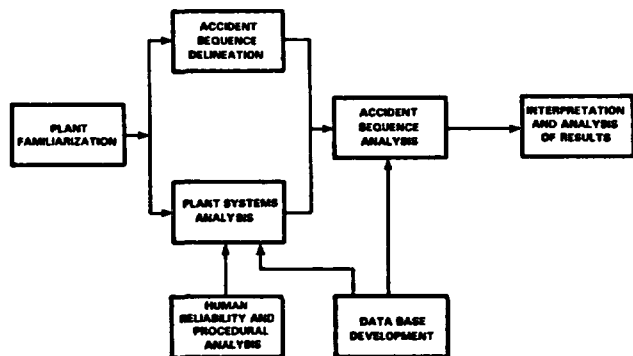 ACCIDENT
SEQUENCE
DELINEATION
PLANT
FAMILIARIZATION
ACCIDENT
SEQUENCE
ANALYSIS
INTERPRETATION
AND ANALYSIS
OF RESULTS
PLANT SYSTEMS
ANALYSIS
HUMAN
RELIABILITY AND
PROCEDURAL
ANALYSIS
DATA BASE
DEVELOPMENT